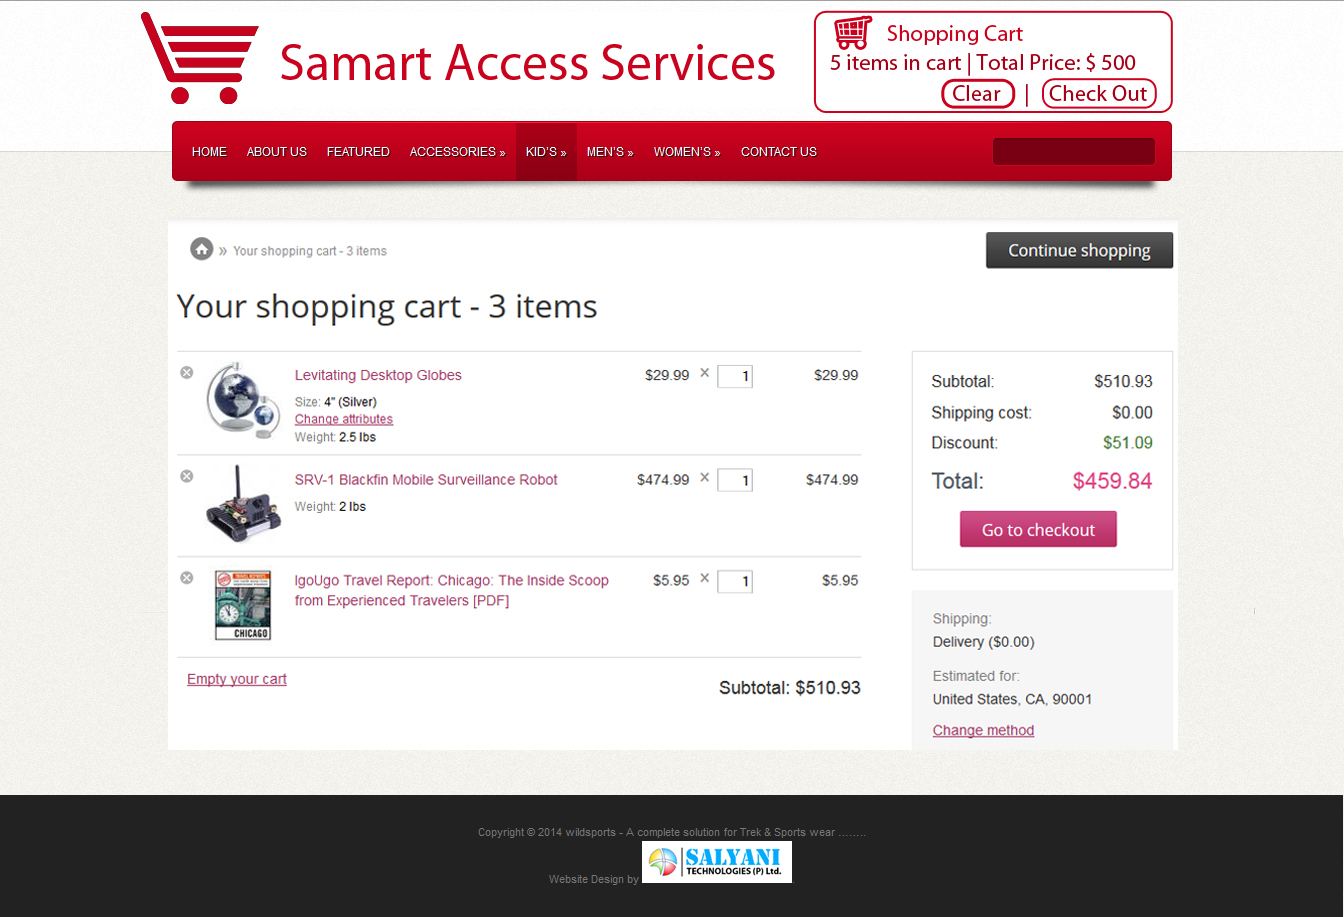 Samart Access Services
Shopping Cart
5 items in cart | Total Price: $ 500
Clear | Check Out
HOME ABOUT US FEATURED ACCESSORIES » KID'S » MEN'S » WOMEN'S » CONTACT US
» Your shopping cart - 3 items
Continue shopping
Your shopping cart - 3 items
Levitating Desktop Globes $29.99 × 1 $29.99
Size: 4" (Silver)
Change attributes
Weight: 2.5 lbs
SRV-1 Blackfin Mobile Surveillance Robot $474.99 × 1 $474.99
Weight: 2 lbs
IgoUgo Travel Report: Chicago: The Inside Scoop $5.95 × 1 $5.95
from Experienced Travelers [PDF]
CHICAGO
Empty your cart
Subtotal: $510.93
Subtotal: $510.93
Shipping cost: $0.00
Discount: $51.09
Total: $459.84
Go to checkout
Shipping:
Delivery ($0.00)
Estimated for:
United States, CA, 90001
Change method
Copyright © 2014 wildsports - A complete solution for Trek & Sports wear ........
Website Design by
SALYANI
TECHNOLOGIES (P) Ltd.